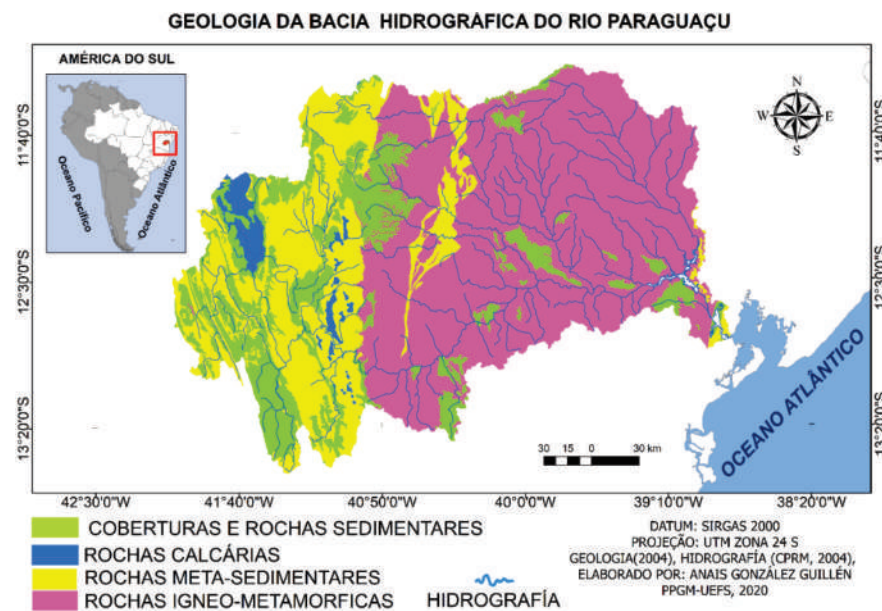 GEOLOGIA DA BACIA HIDROGRÁFICA DO RIO PARAGUAÇU
AMÉRICA DO SUL
Oceano Pacífico
Oceano Atlântico
N
W
E
S
11°40'0"S
11°40'0"S
12°30'0"S
12°30'0"S
13°20'0"S
13°20'0"S
OCEANO ATLÂNTICO
30 15 0 30 km
42°30'0"W 41°40'0"W 40°50'0"W 40°00'0"W 39°10'0"W 38°20'0"W
COBERTURAS E ROCHAS SEDIMENTARES
ROCHAS CALCÁRIAS
ROCHAS META-SEDIMENTARES
ROCHAS IGNEO-METAMORFICAS
HIDROGRAFÍA
DATUM: SIRGAS 2000
PROJEÇÃO: UTM ZONA 24 S
GEOLOGIA(2004), HIDROGRAFÍA (CPRM, 2004),
ELABORADO POR: ANAIS GONZÁLEZ GUILLÉN
PPGM-UEFS, 2020